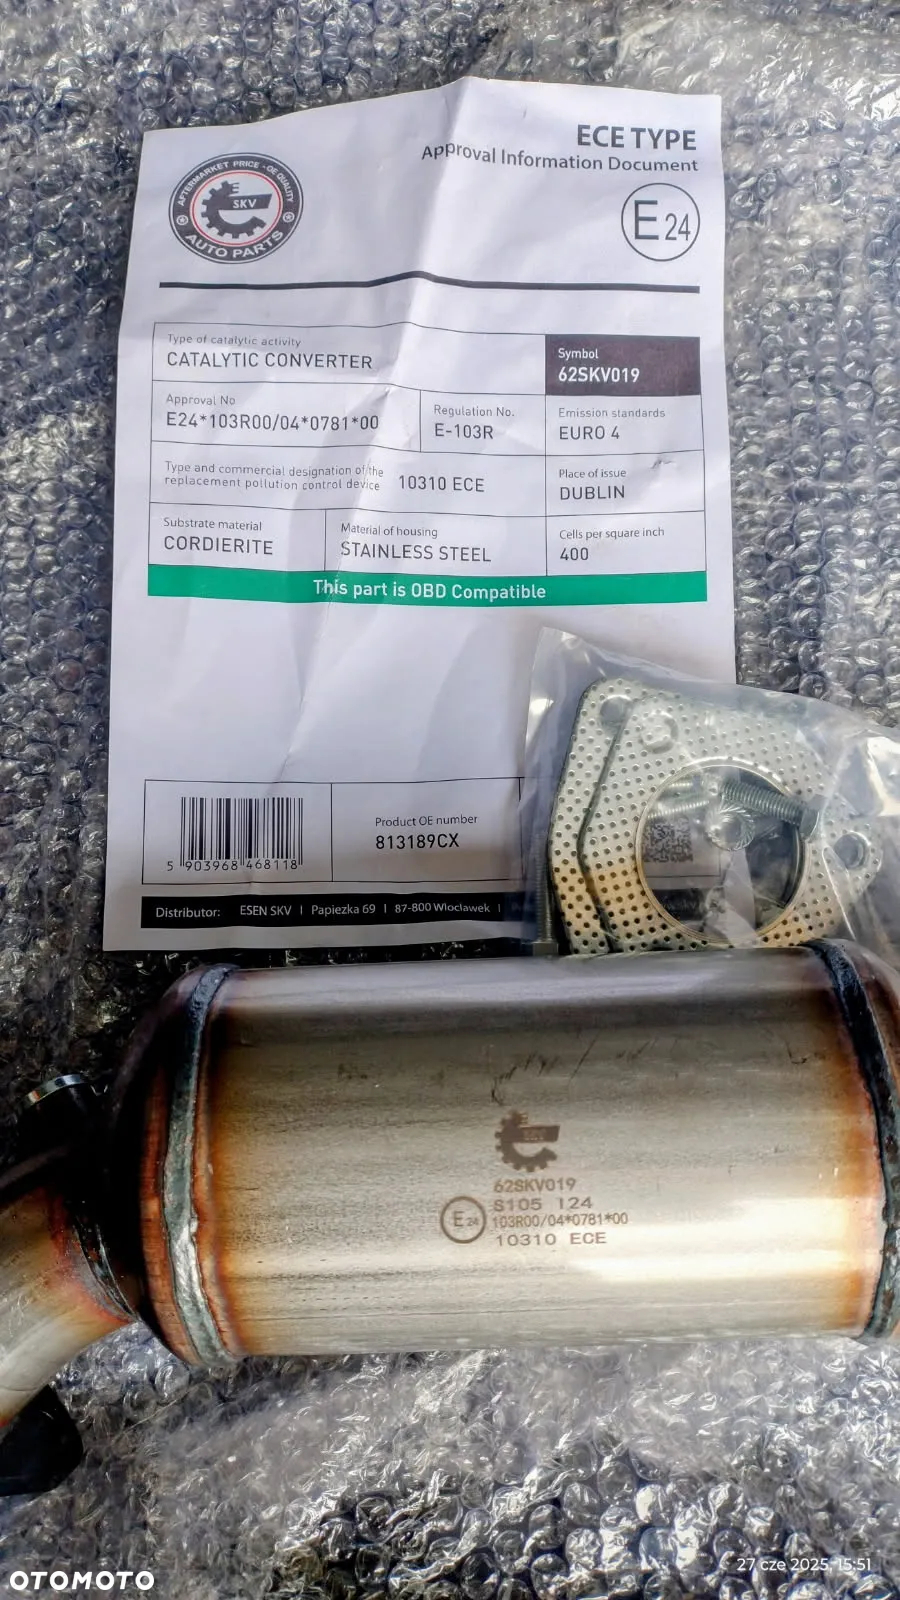 ECE TYPE
Approval Information Document
AFTERMARKET PRICE - OE QUALITY
SKV
AUTO PARTS
E24
Type of catalytic activity
CATALYTIC CONVERTER
Symbol
62SKV019
Approval No
E24*103R00/04*0781*00
Regulation No.
E-103R
Emission standards
EURO 4
Type and commercial designation of the
replacement pollution control device
10310 ECE
Place of issue
DUBLIN
Substrate material
CORDIERITE
Material of housing
STAINLESS STEEL
Cells per square inch
400
This part is OBD Compatible
5 903968 468118
Product OE number
813189CX
Distributor: ESEN SKV | Papiezka 69 | 87-800 Wloclawek |
SKV
62SKV019
S105 124
E24
103R00/04*0781*00
10310 ECE
27 cze 2025, 15:51
OTOMOTO